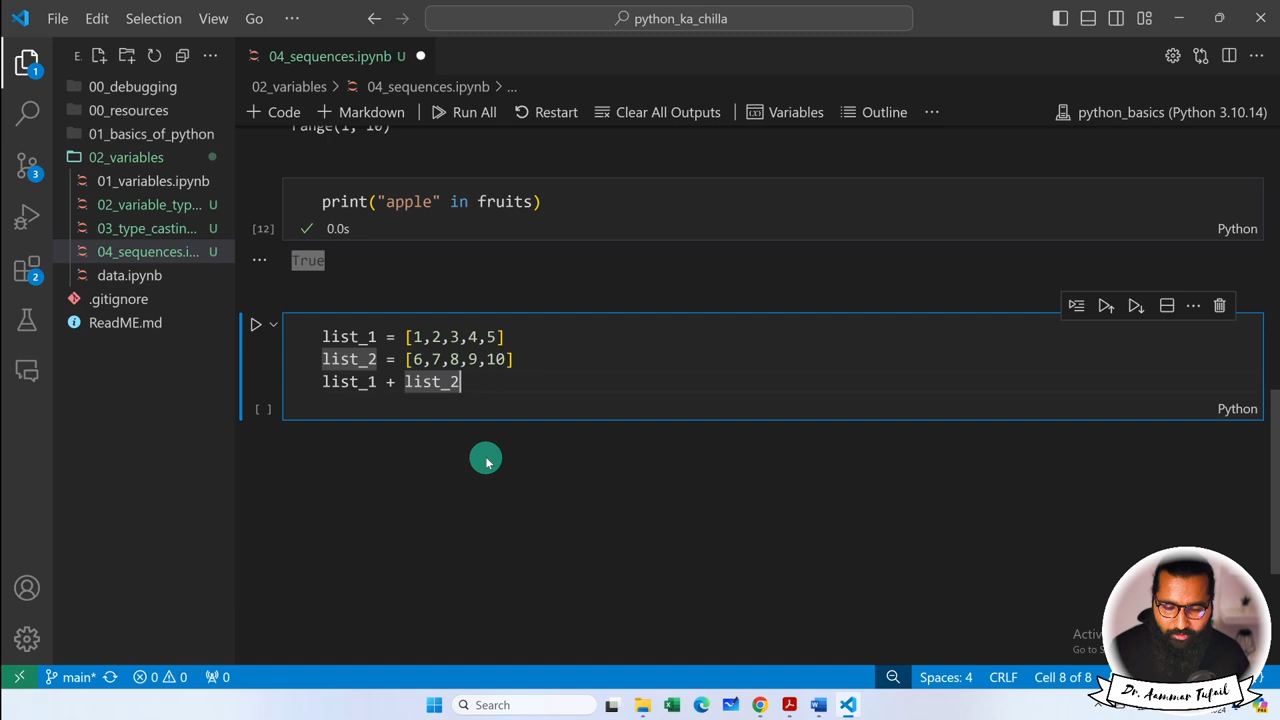 File Edit Selection View Go ··· python_ka_chilla
E. ··· 04_sequences.ipynb U
00_debugging
00_resources
01_basics_of_python
02_variables
01_variables.ipynb
02_variable_typ... U
03_type_castin... U
04_sequences.i... U
data.ipynb
.gitignore
ReadME.md
02_variables > 04_sequences.ipynb > ...
+ Code + Markdown Run All Restart Clear All Outputs Variables Outline ··· python_basics (Python 3.10.14)
range(1, 10)
print("apple" in fruits)
[12] 0.0s Python
··· True
list_1 = [1,2,3,4,5]
list_2 = [6,7,8,9,10]
list_1 + list_2
[ ] Python
1
3
2
Go to S
main* 0 0 0 Spaces: 4 CRLF Cell 8 of 8
Dr. Aammar Tufail
Search